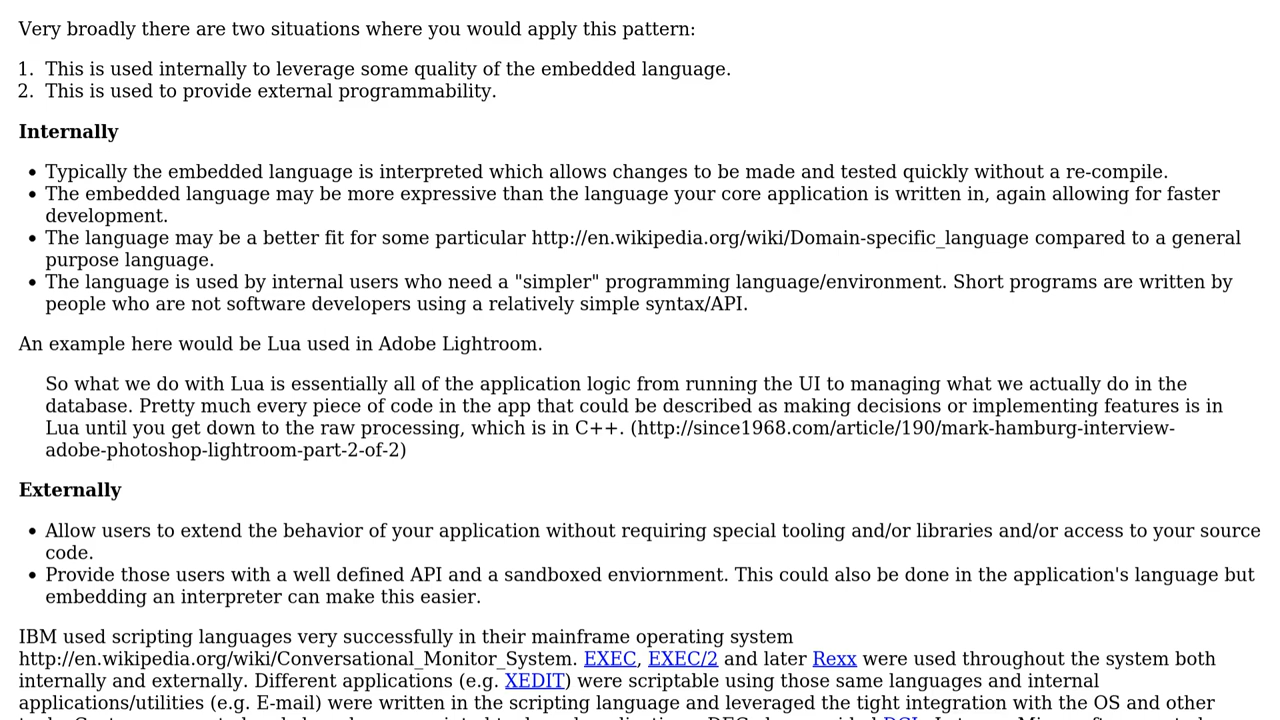 Very broadly there are two situations where you would apply this pattern:
1. This is used internally to leverage some quality of the embedded language.
2. This is used to provide external programmability.
Internally
• Typically the embedded language is interpreted which allows changes to be made and tested quickly without a re-compile.
• The embedded language may be more expressive than the language your core application is written in, again allowing for faster
development.
• The language may be a better fit for some particular http://en.wikipedia.org/wiki/Domain-specific_language compared to a general
purpose language.
• The language is used by internal users who need a "simpler" programming language/environment. Short programs are written by
people who are not software developers using a relatively simple syntax/API.
An example here would be Lua used in Adobe Lightroom.
So what we do with Lua is essentially all of the application logic from running the UI to managing what we actually do in the
database. Pretty much every piece of code in the app that could be described as making decisions or implementing features is in
Lua until you get down to the raw processing, which is in C++. (http://since1968.com/article/190/mark-hamburg-interview-
adobe-photoshop-lightroom-part-2-of-2)
Externally
• Allow users to extend the behavior of your application without requiring special tooling and/or libraries and/or access to your source
code.
• Provide those users with a well defined API and a sandboxed enviornment. This could also be done in the application's language but
embedding an interpreter can make this easier.
IBM used scripting languages very successfully in their mainframe operating system
http://en.wikipedia.org/wiki/Conversational_Monitor_System. EXEC, EXEC/2 and later Rexx were used throughout the system both
internally and externally. Different applications (e.g. XEDIT) were scriptable using those same languages and internal
applications/utilities (e.g. E-mail) were written in the scripting language and leveraged the tight integration with the OS and other